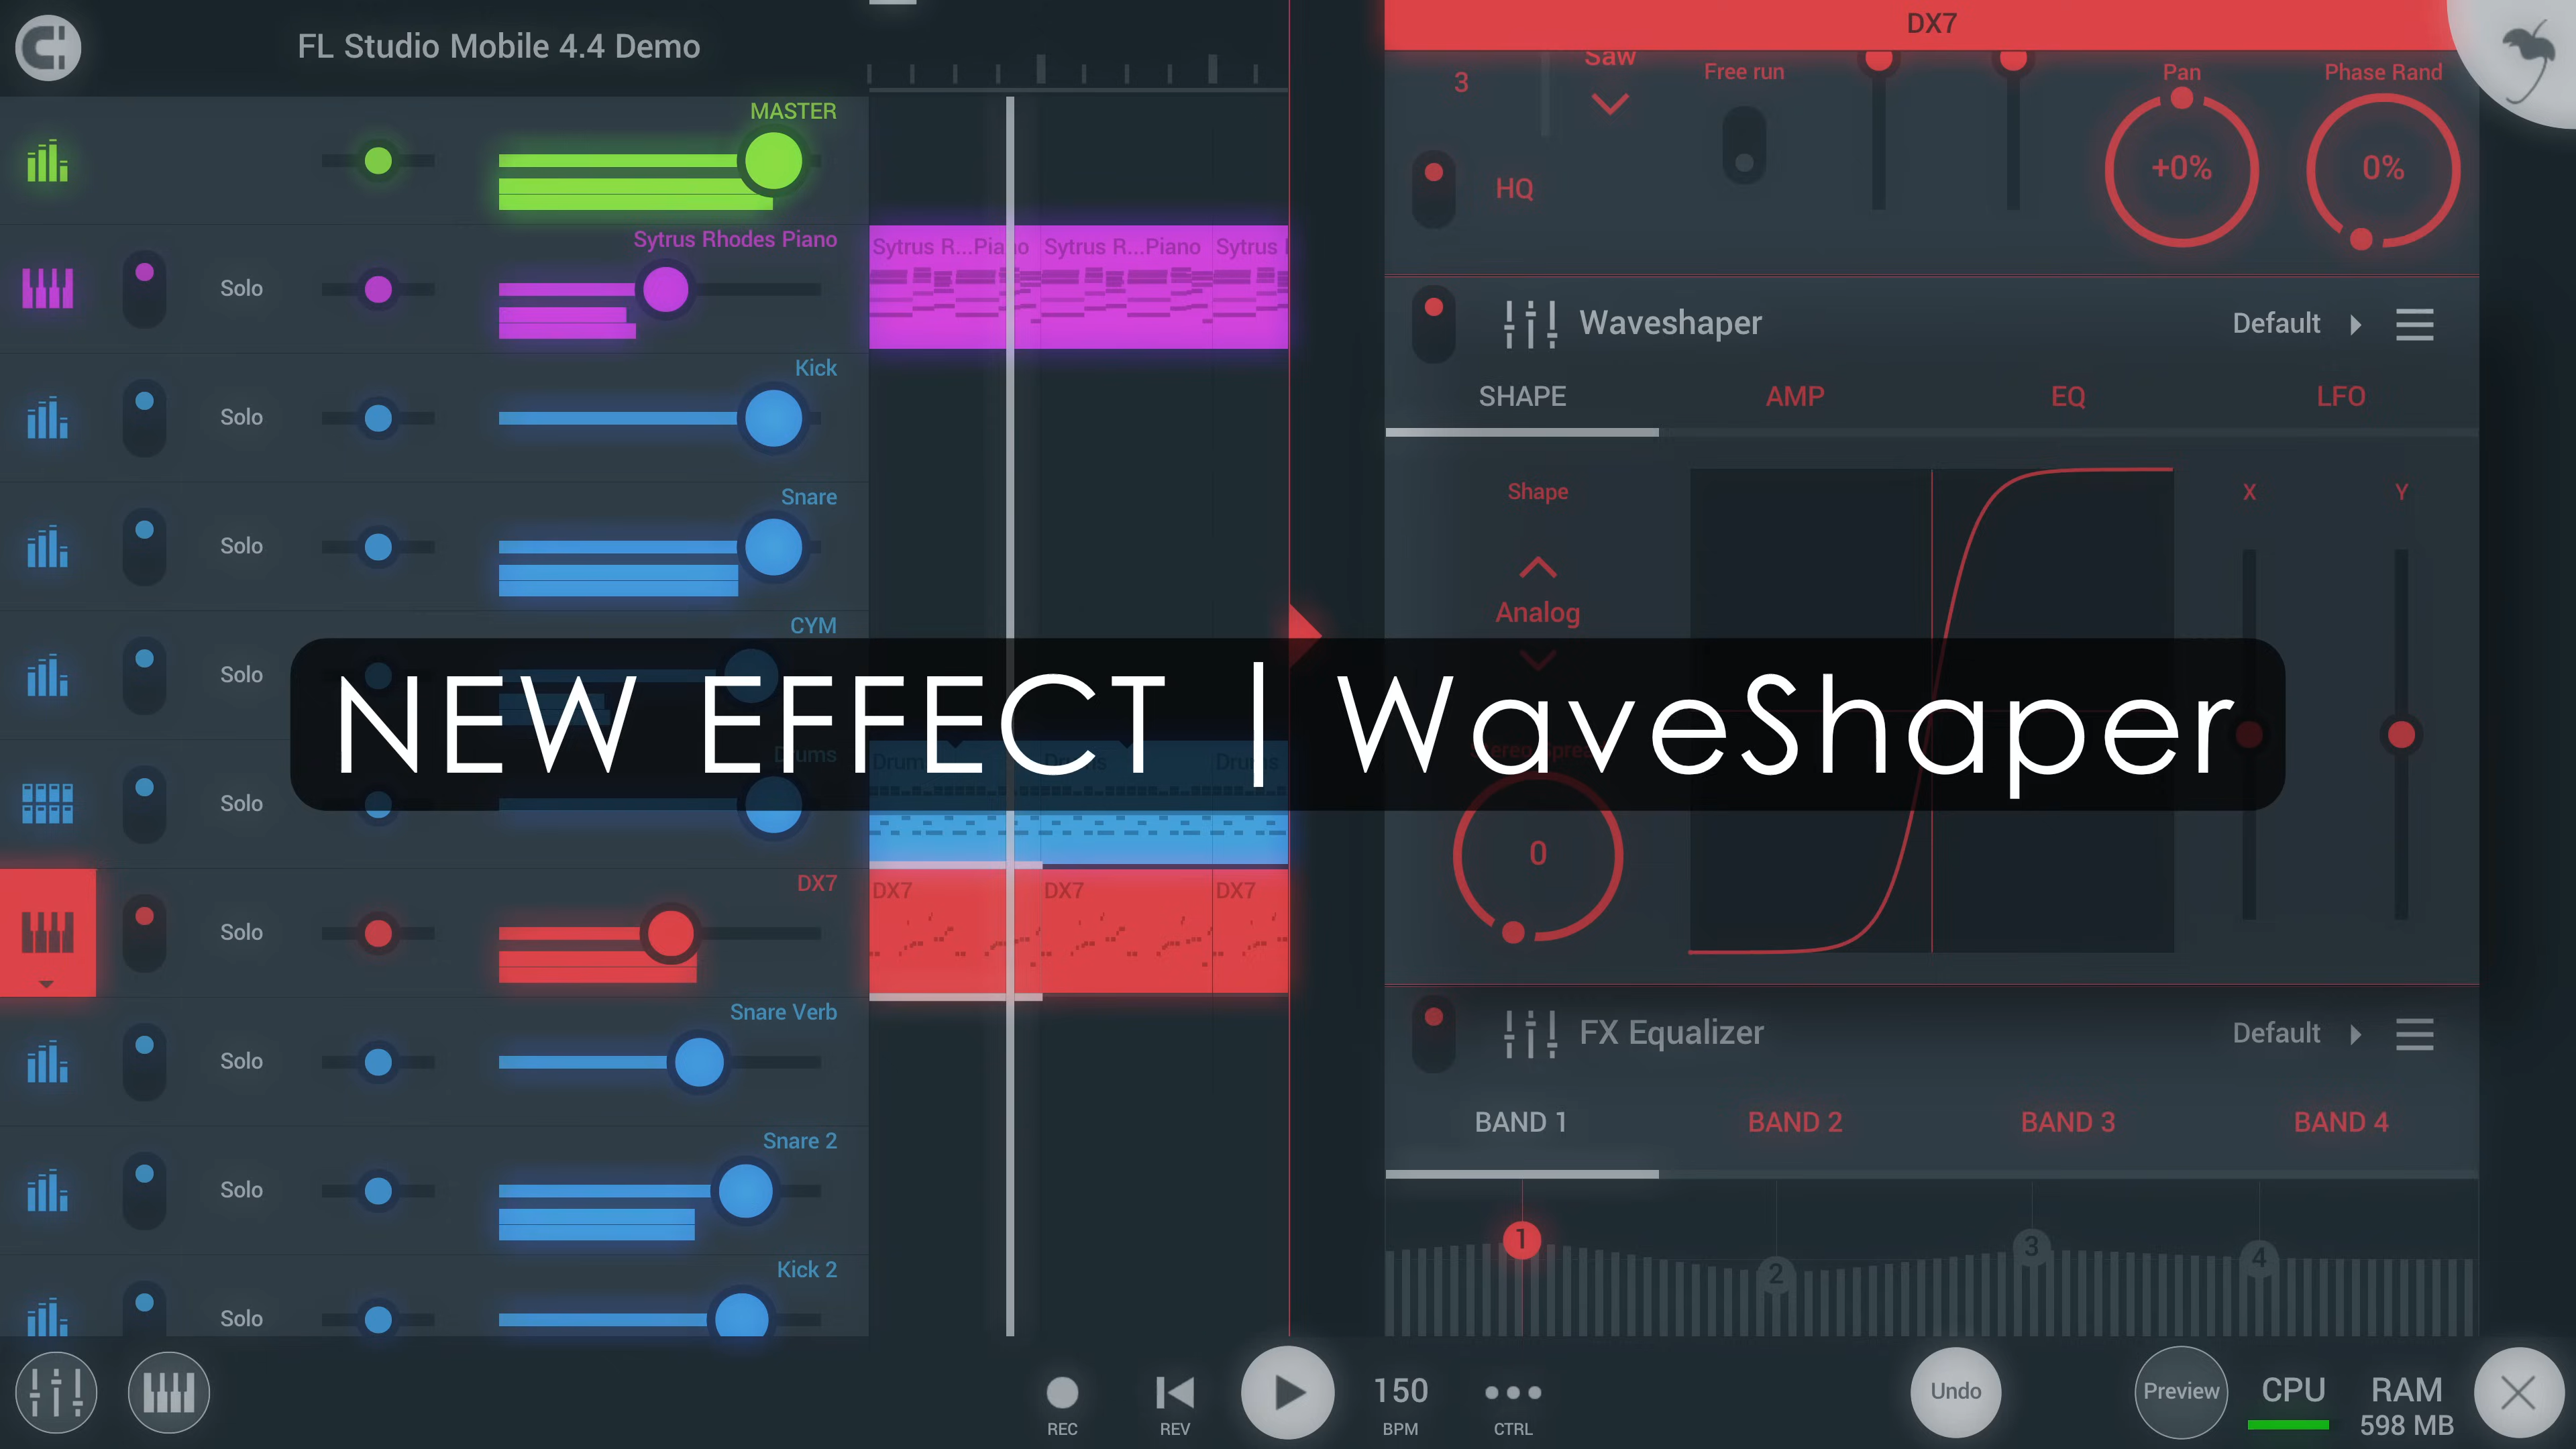 FL Studio Mobile 4.4 Demo
MASTER
Sytrus Rhodes Piano
Solo
Kick
Solo
Snare
Solo
CYM
Solo
Drums
Solo
DX7
Solo
Snare Verb
Solo
Snare 2
Solo
Kick 2
Solo
Sytrus R...Piano
Sytrus R...Piano
Sytrus
Drums
DX7
DX7
DX7
DX7
3
Saw
HQ
Free run
Pan
+0%
Phase Rand
0%
Waveshaper
Default
SHAPE
AMP
EQ
LFO
Shape
Analog
X
Y
NEW EFFECT | WaveShaper
0
FX Equalizer
Default
BAND 1
BAND 2
BAND 3
BAND 4
1
2
3
4
REC
REV
150
BPM
CTRL
Undo
Preview
CPU
RAM
598 MB